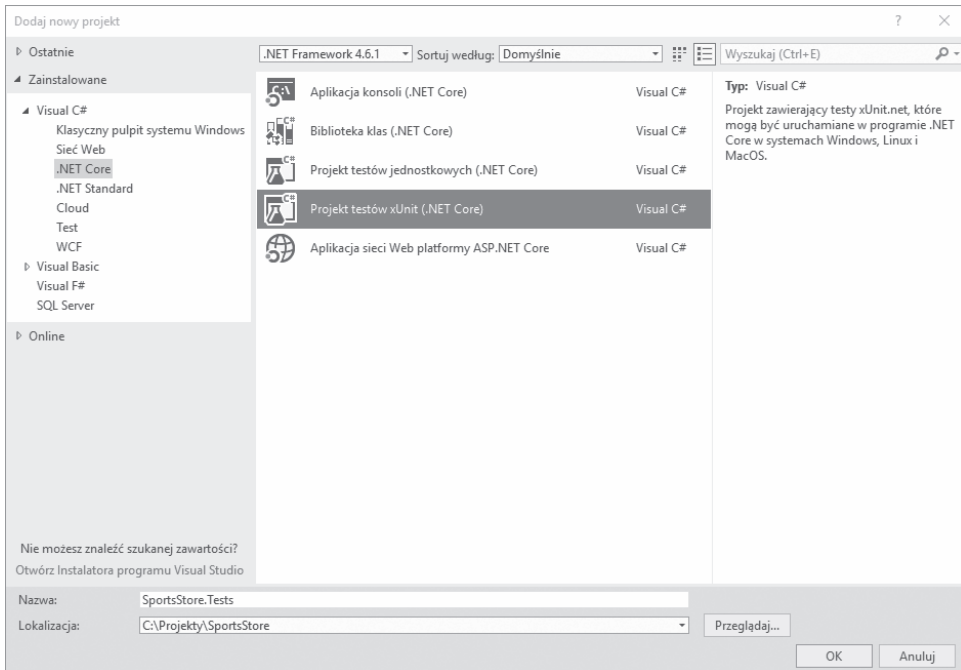 Dodaj nowy projekt
Ostatnie
Zainstalowane
Visual C#
Klasyczny pulpit systemu Windows
Sieć Web
.NET Core
.NET Standard
Cloud
Test
WCF
Visual Basic
Visual F#
SQL Server
Online
Nie możesz znaleźć szukanej zawartości?
Otwórz Instalatora programu Visual Studio
.NET Framework 4.6.1 Sortuj według: Domyślnie
Aplikacja konsoli (.NET Core) Visual C#
Biblioteka klas (.NET Core) Visual C#
Projekt testów jednostkowych (.NET Core) Visual C#
Projekt testów xUnit (.NET Core) Visual C#
Aplikacja sieci Web platformy ASP.NET Core Visual C#
Wyszukaj (Ctrl+E)
Typ: Visual C#
Projekt zawierający testy xUnit.net, które
mogą być uruchamiane w programie .NET
Core w systemach Windows, Linux i
MacOS.
Nazwa: SportsStore.Tests
Lokalizacja: C:\Projekty\SportsStore
Przeglądaj...
OK Anuluj